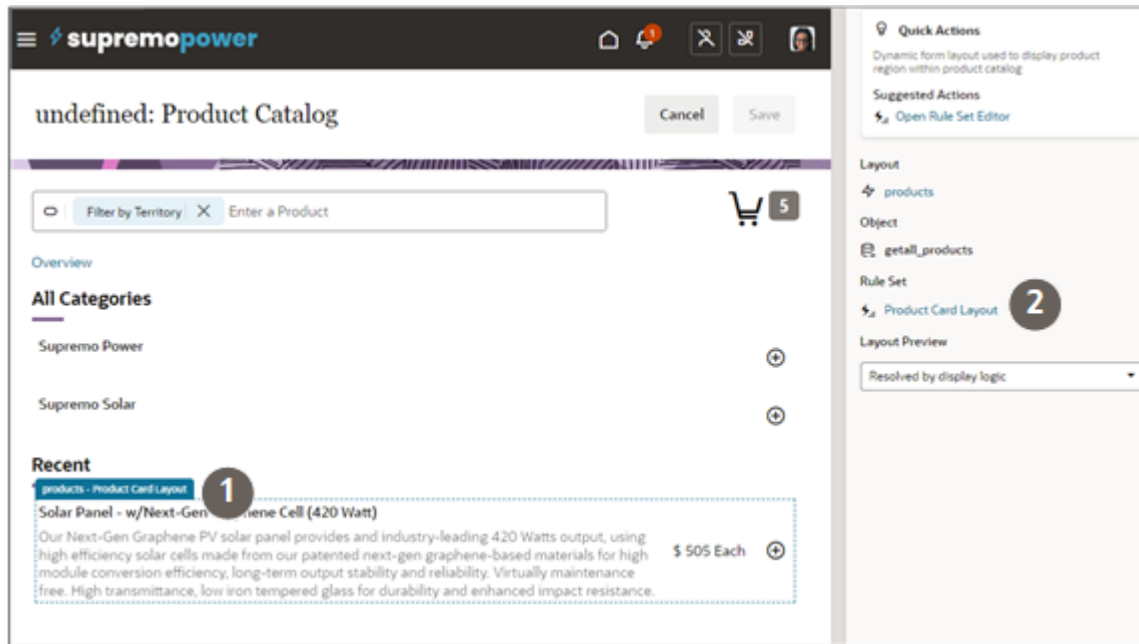 supremopower
1
undefined: Product Catalog
Cancel
Save
Filter by Territory
Enter a Product
5
Overview
All Categories
Supremo Power
Supremo Solar
Recent
products - Product Card Layout
1
Solar Panel - w/Next-Gen hene Cell (420 Watt)
Our Next-Gen Graphene PV solar panel provides and industry-leading 420 Watts output, using
high efficiency solar cells made from our patented next-gen graphene-based materials for high
module conversion efficiency, long-term output stability and reliability. Virtually maintenance
free. High transmittance, low iron tempered glass for durability and enhanced impact resistance.
$ 505 Each
Quick Actions
Dynamic form layout used to display product
region within product catalog
Suggested Actions
Open Rule Set Editor
Layout
products
Object
getall_products
Rule Set
Product Card Layout
2
Layout Preview
Resolved by display logic